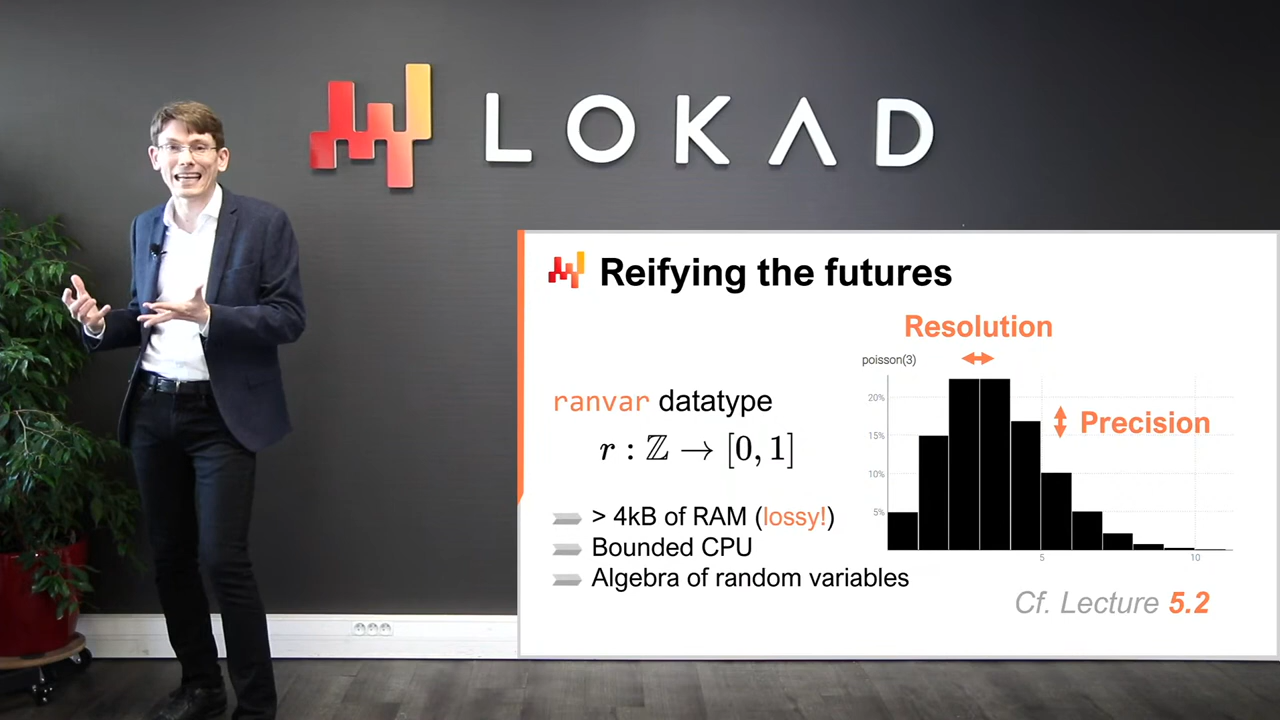 LOKAD
Reifying the futures
Resolution
poisson(3)
20%
15%
10%
5%
5
10
Precision
ranvar datatype
r : ℤ → [0, 1]
> 4kB of RAM (lossy!)
Bounded CPU
Algebra of random variables
Cf. Lecture 5.2